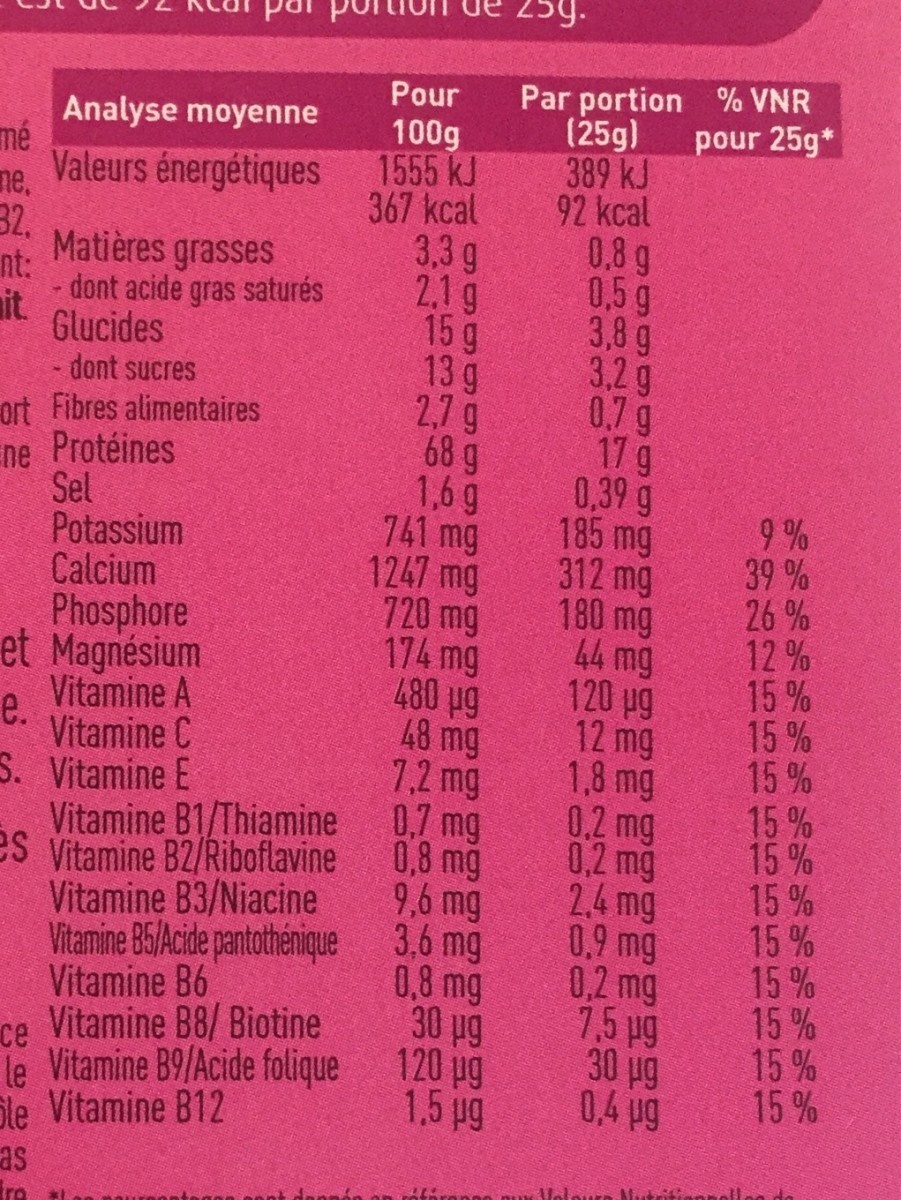 92 kcal par portion de 25g.
Analyse moyenne Pour 100g Par portion (25g) % VNR pour 25g*
Valeurs énergétiques 1555 kJ 389 kJ
367 kcal 92 kcal
Matières grasses 3,3 g 0,8 g
- dont acide gras saturés 2,1 g 0,5 g
Glucides 15 g 3,8 g
- dont sucres 13 g 3,2 g
Fibres alimentaires 2,7 g 0,7 g
Protéines 68 g 17 g
Sel 1,6 g 0,39 g
Potassium 741 mg 185 mg 9 %
Calcium 1247 mg 312 mg 39 %
Phosphore 720 mg 180 mg 26 %
et Magnésium 174 mg 44 mg 12 %
Vitamine A 480 µg 120 µg 15 %
Vitamine C 48 mg 12 mg 15 %
Vitamine E 7,2 mg 1,8 mg 15 %
Vitamine B1/Thiamine 0,7 mg 0,2 mg 15 %
Vitamine B2/Riboflavine 0,8 mg 0,2 mg 15 %
Vitamine B3/Niacine 9,6 mg 2,4 mg 15 %
Vitamine B5/Acide pantothénique 3,6 mg 0,9 mg 15 %
Vitamine B6 0,8 mg 0,2 mg 15 %
Vitamine B8/ Biotine 30 µg 7,5 µg 15 %
le Vitamine B9/Acide folique 120 µg 30 µg 15 %
Vitamine B12 1,5 µg 0,4 µg 15 %